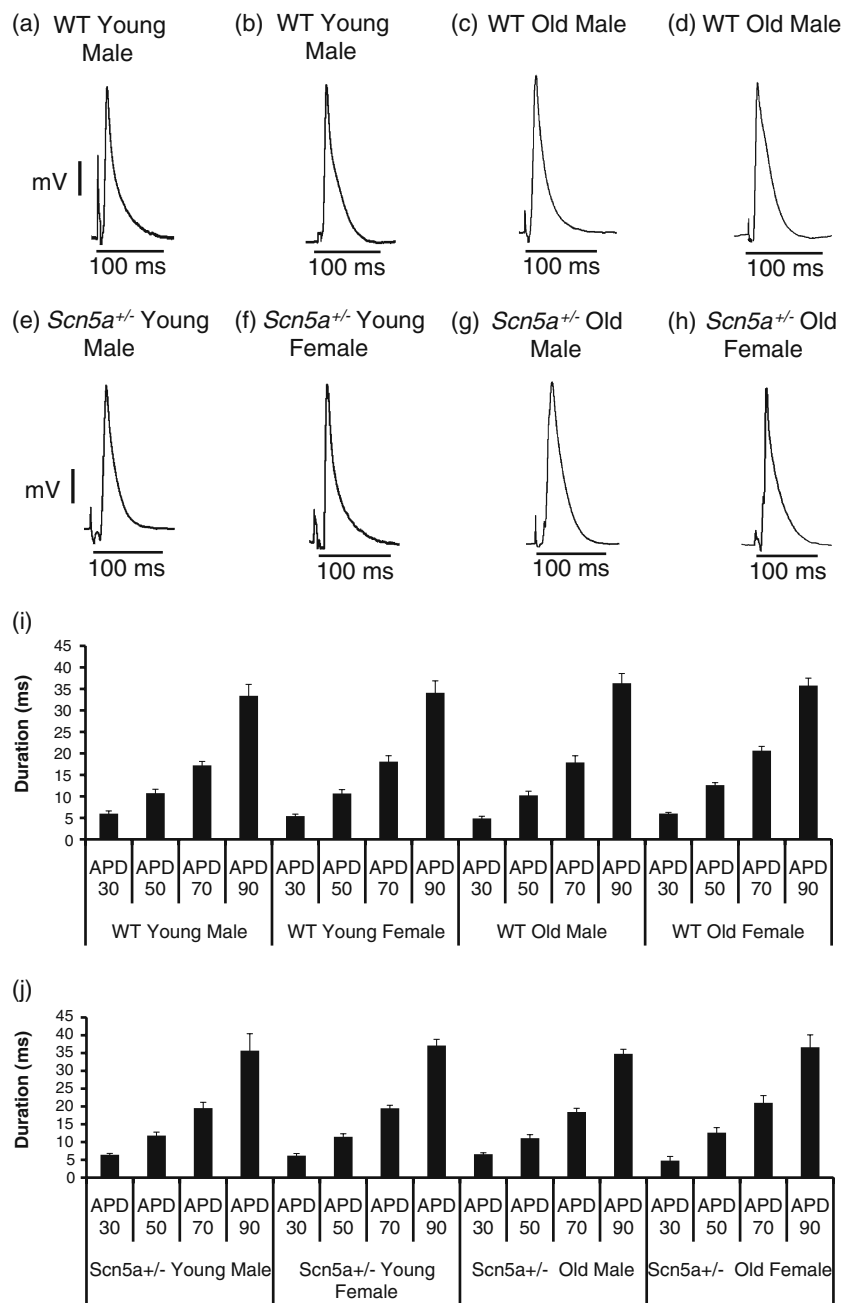 (a) WT Young Male
(b) WT Young Male
(c) WT Old Male
(d) WT Old Male
mV
100 ms
100 ms
100 ms
100 ms
(e) Scn5a+/- Young Male
(f) Scn5a+/- Young Female
(g) Scn5a+/- Old Male
(h) Scn5a+/- Old Female
mV
100 ms
100 ms
100 ms
100 ms
(i)
Duration (ms)
45
40
35
30
25
20
15
10
5
0
APD 30
APD 50
APD 70
APD 90
APD 30
APD 50
APD 70
APD 90
APD 30
APD 50
APD 70
APD 90
APD 30
APD 50
APD 70
APD 90
WT Young Male
WT Young Female
WT Old Male
WT Old Female
(j)
Duration (ms)
45
40
35
30
25
20
15
10
5
0
APD 30
APD 50
APD 70
APD 90
APD 30
APD 50
APD 70
APD 90
APD 30
APD 50
APD 70
APD 90
APD 30
APD 50
APD 70
APD 90
Scn5a+/- Young Male
Scn5a+/- Young Female
Scn5a+/- Old Male
Scn5a+/- Old Female